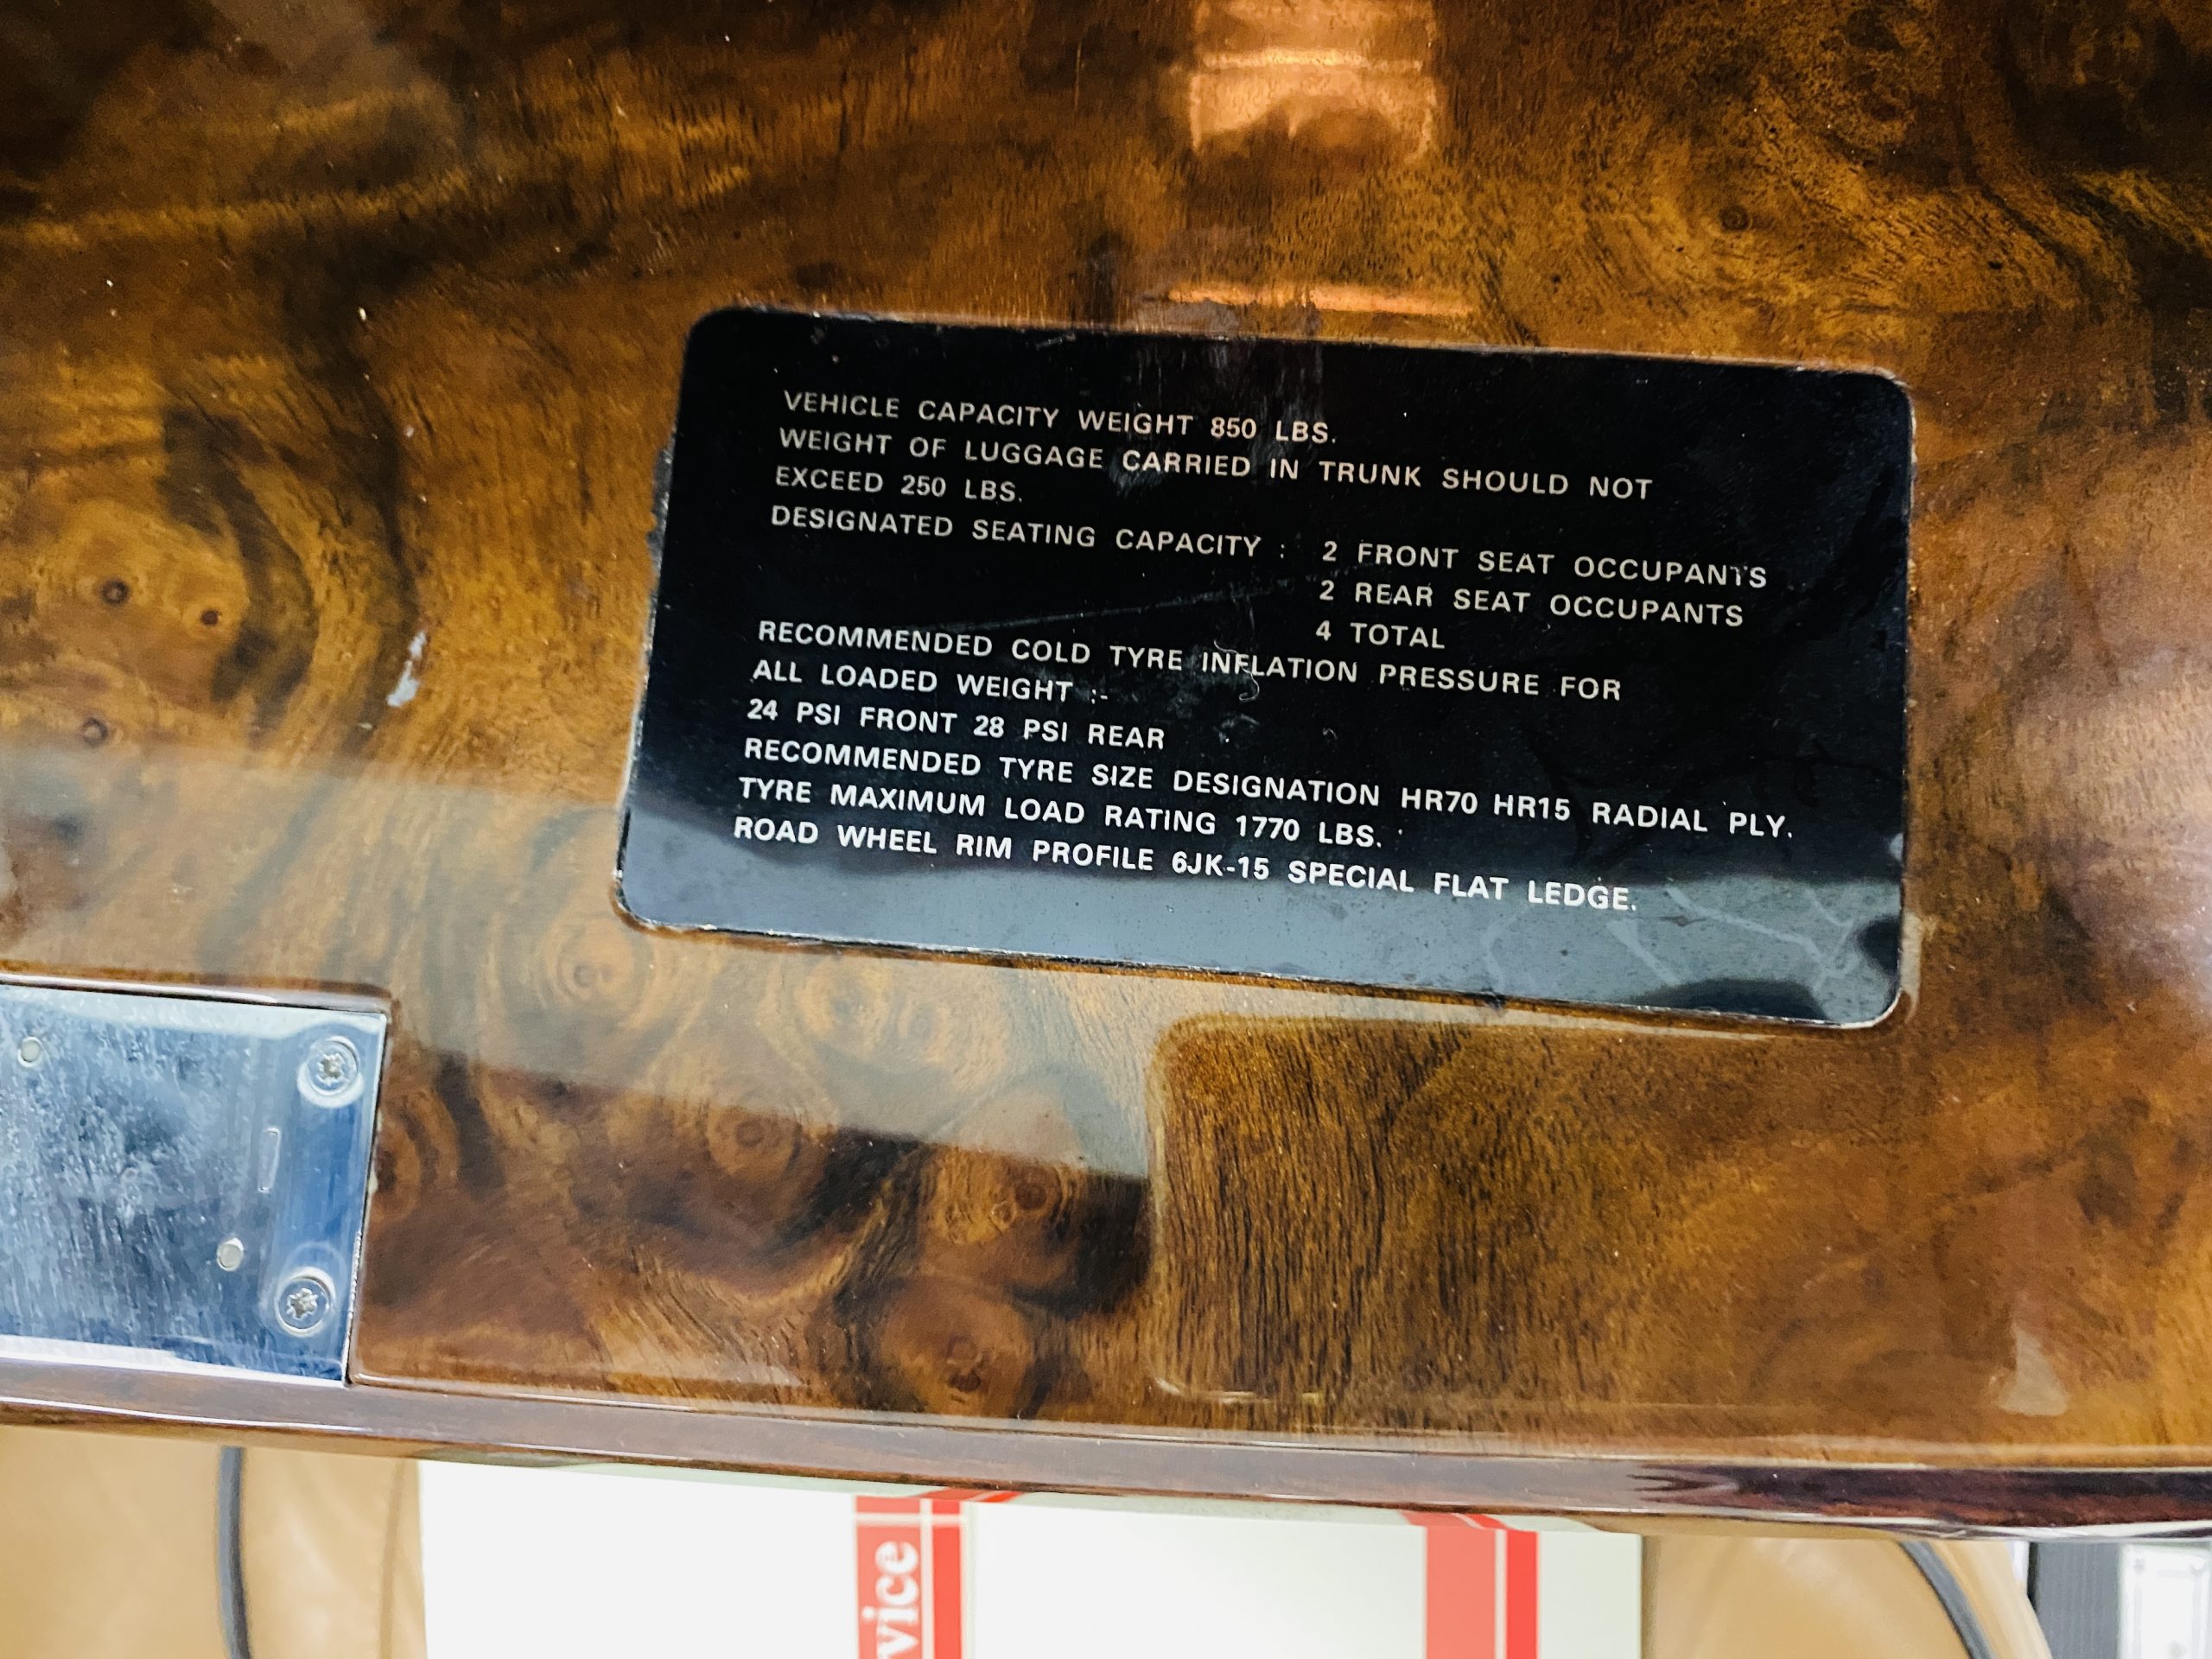 VEHICLE CAPACITY WEIGHT 850 LBS.
WEIGHT OF LUGGAGE CARRIED IN TRUNK SHOULD NOT
EXCEED 250 LBS.
DESIGNATED SEATING CAPACITY : 2 FRONT SEAT OCCUPANTS
2 REAR SEAT OCCUPANTS
4 TOTAL
RECOMMENDED COLD TYRE INFLATION PRESSURE FOR
ALL LOADED WEIGHT :-
24 PSI FRONT 28 PSI REAR
RECOMMENDED TYRE SIZE DESIGNATION HR70 HR15 RADIAL PLY.
TYRE MAXIMUM LOAD RATING 1770 LBS.
ROAD WHEEL RIM PROFILE 6JK-15 SPECIAL FLAT LEDGE.
vice